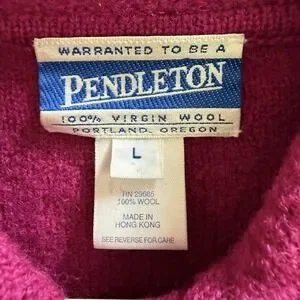 WARRANTED TO BE A
PENDLETON
100% VIRGIN WOOL
PORTLAND, OREGON
L
RN 29685
100% WOOL
MADE IN
HONG KONG
SEE REVERSE FOR CARE